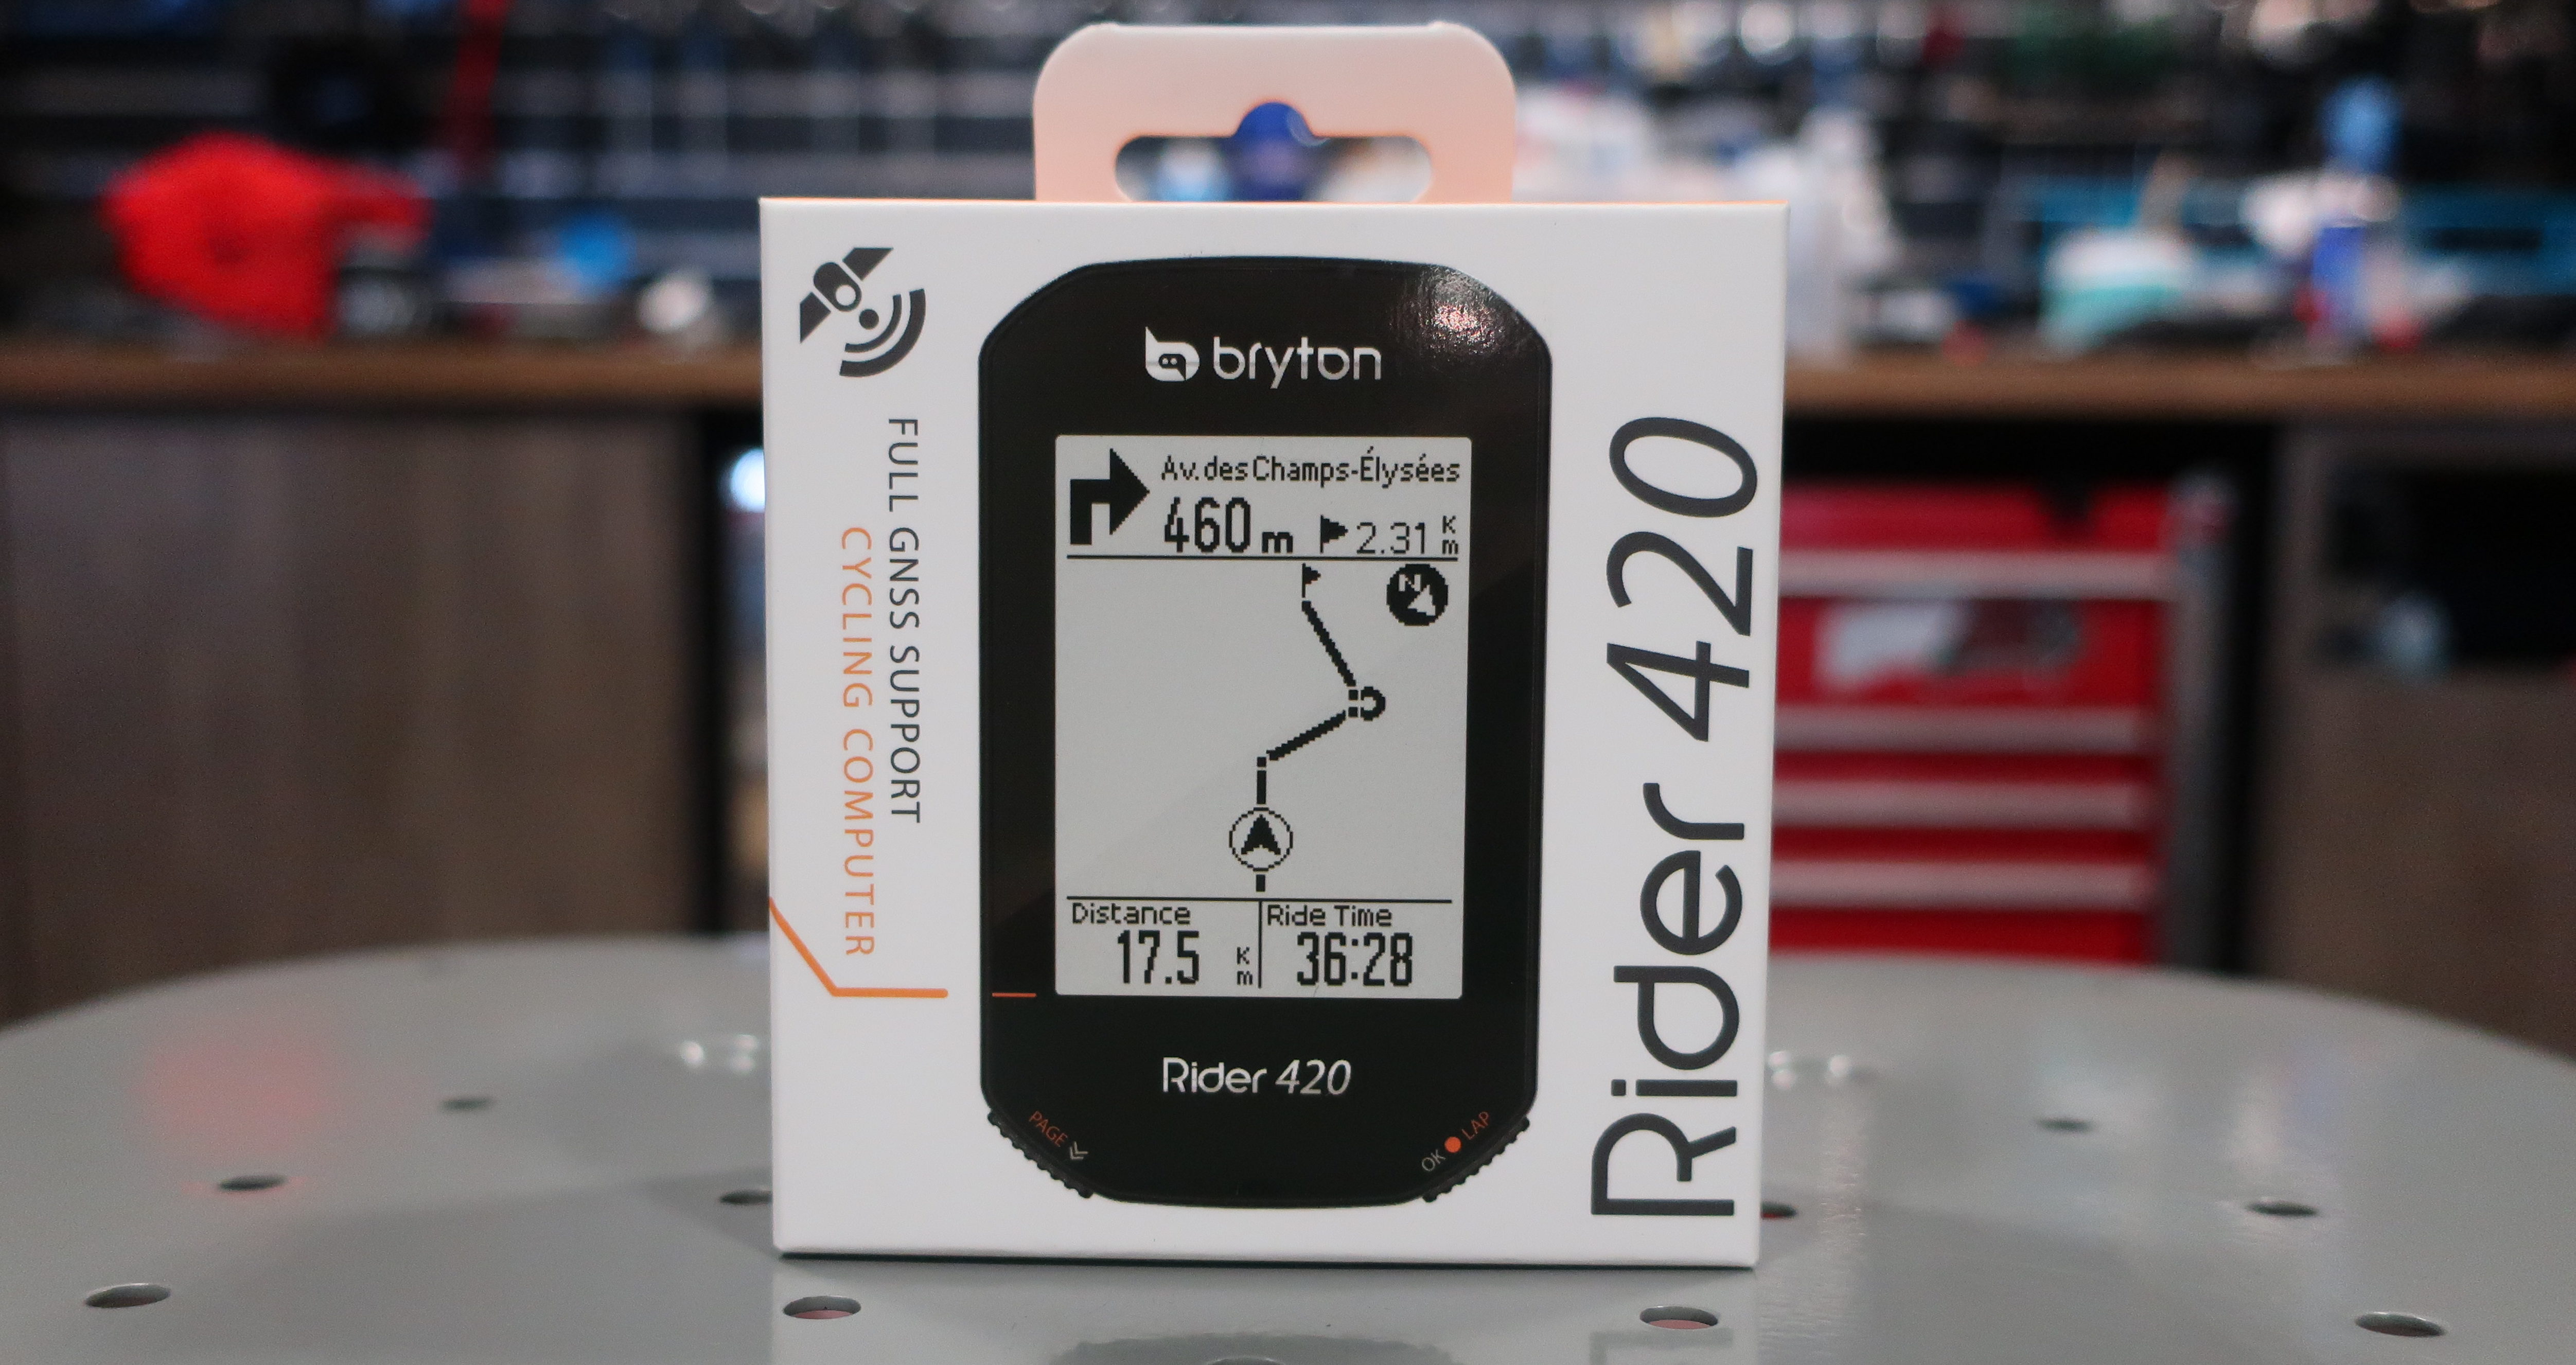 bryton
Av. des Champs-Élysées
460 m 2.31 Km
N
Distance
17.5 Km
Ride Time
36:28
Rider 420
PAGE
OK LAP
FULL GNSS SUPPORT
CYCLING COMPUTER
Rider 420